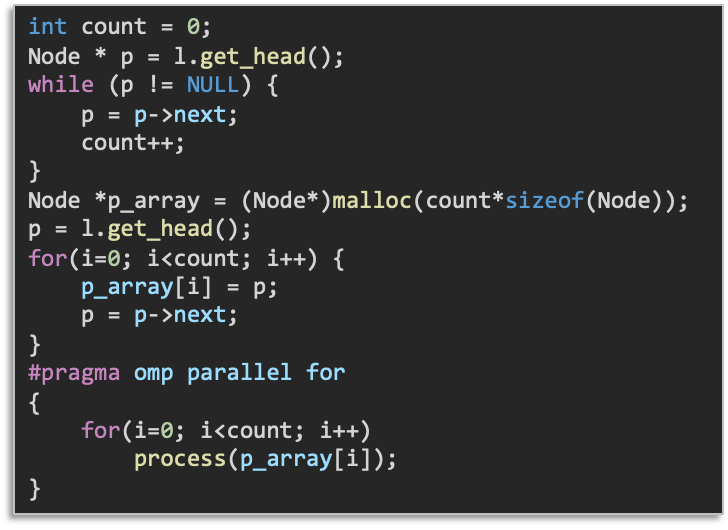 int count = 0;
Node * p = l.get_head();
while (p != NULL) {
    p = p->next;
    count++;
}
Node *p_array = (Node*)malloc(count*sizeof(Node));
p = l.get_head();
for(i=0; i<count; i++) {
    p_array[i] = p;
    p = p->next;
}
#pragma omp parallel for
{
    for(i=0; i<count; i++)
        process(p_array[i]);
}